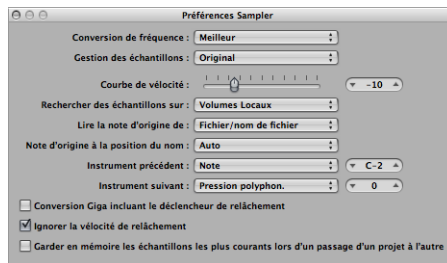 Préférences Sampler
Conversion de fréquence : Meilleur
Gestion des échantillons : Original
Courbe de vélocité : -10
Rechercher des échantillons sur : Volumes Locaux
Lire la note d'origine de : Fichier/nom de fichier
Note d'origine à la position du nom : Auto
Instrument précédent : Note C-2
Instrument suivant : Pression polyphon. 0
Conversion Giga incluant le déclencheur de relâchement
Ignorer la vélocité de relâchement
Garder en mémoire les échantillons les plus courants lors d'un passage d'un projet à l'autre